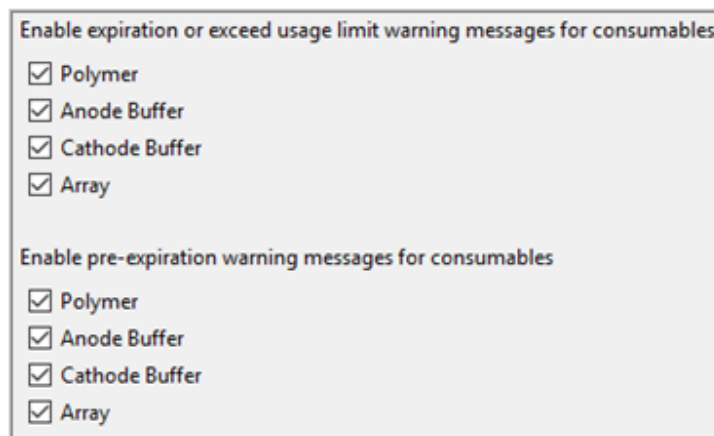 Enable expiration or exceed usage limit warning messages for consumables
Polymer
Anode Buffer
Cathode Buffer
Array
Enable pre-expiration warning messages for consumables
Polymer
Anode Buffer
Cathode Buffer
Array